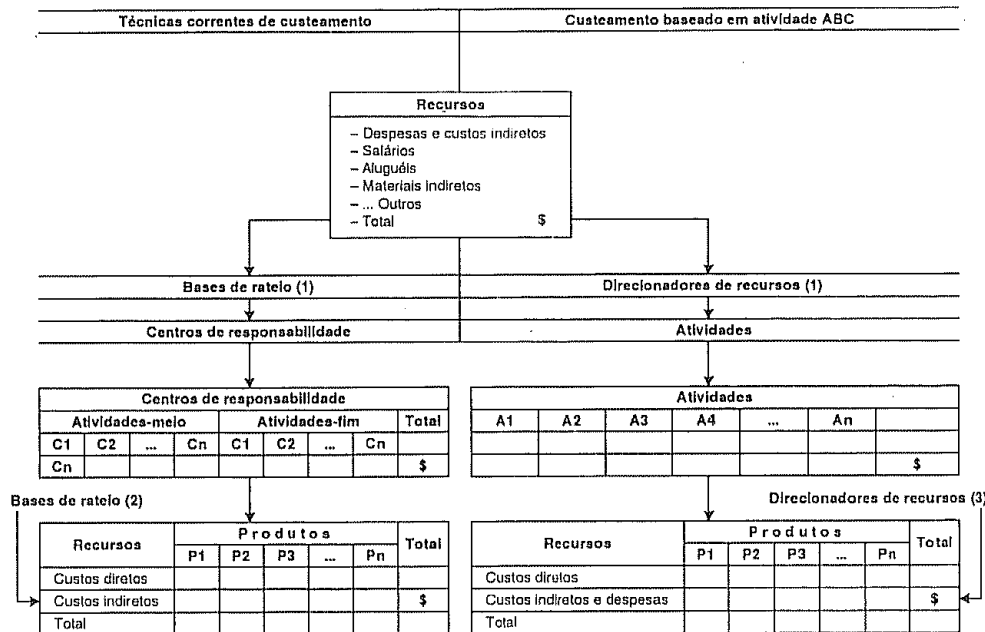 Técnicas correntes de custeamento
Custeamento baseado em atividade ABC
Recursos
– Despesas e custos indiretos
– Salários
– Aluguéis
– Materiais indiretos
– ... Outros
– Total $
Bases de rateio (1)
Direcionadores de recursos (1)
Centros de responsabilidade
Atividades
Centros de responsabilidade
Atividades-meio Atividades-fim Total
C1 C2 ... Cn C1 C2 ... Cn
Cn $
Atividades
A1 A2 A3 A4 ... An
$
Bases de rateio (2)
Direcionadores de recursos (3)
Recursos Produtos Total
P1 P2 P3 ... Pn
Custos diretos
Custos indiretos $
Total
Recursos Produtos Total
P1 P2 P3 ... Pn
Custos diretos
Custos indiretos e despesas $
Total